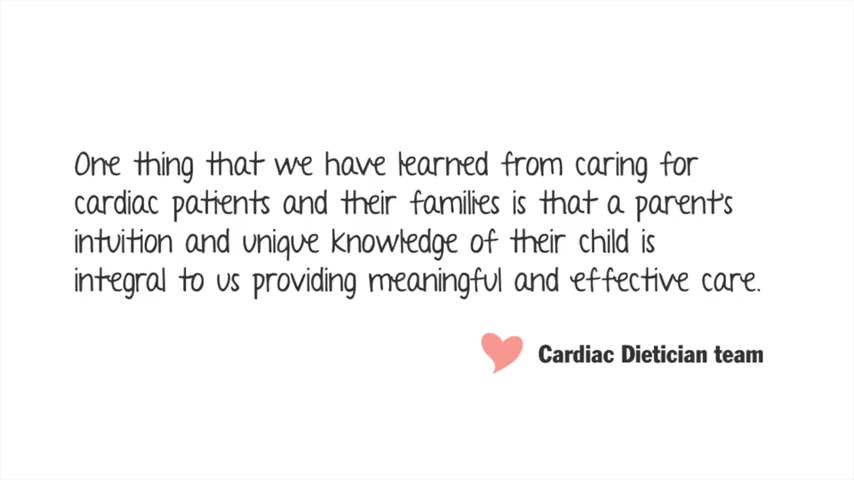 One thing that we have learned from caring for
cardiac patients and their families is that a parent's
intuition and unique knowledge of their child is
integral to us providing meaningful and effective care.
Cardiac Dietician team